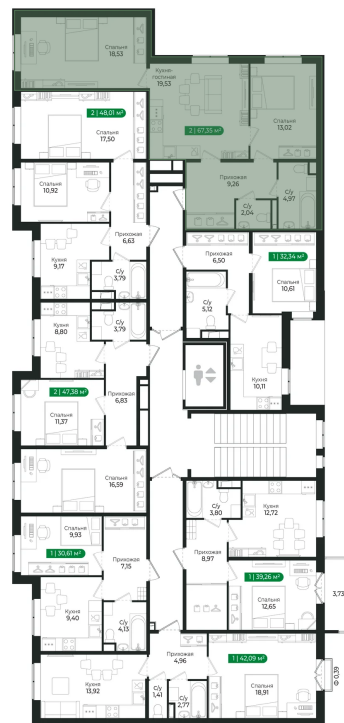 Спальня
18.53
Кухня-
гостиная
19.53
Спальня
13.02
2 | 48,01 м²
2 | 67,35 м²
Спальня
17.50
Прихожая
9.26
С/у
4.97
С/у
2.04
Спальня
10.92
Прихожая
6.63
Прихожая
6.50
1 | 32,34 м²
Кухня
9.17
С/у
3.79
Спальня
10.61
С/у
5.12
Кухня
8.80
С/у
3.79
Кухня
10.11
2 | 47,38 м²
Спальня
11.37
Прихожая
6.83
Спальня
16.59
С/у
3.80
Кухня
12.72
Спальня
9.93
1 | 30,61 м²
Прихожая
7.15
Прихожая
8.97
1 | 39,26 м²
Спальня
12.65
3,73
Кухня
9.40
С/у
4.13
Прихожая
4.96
1 | 42,09 м²
Ф 0,39
Кухня
13.92
С/у
1.41
С/у
2.77
Спальня
18.91